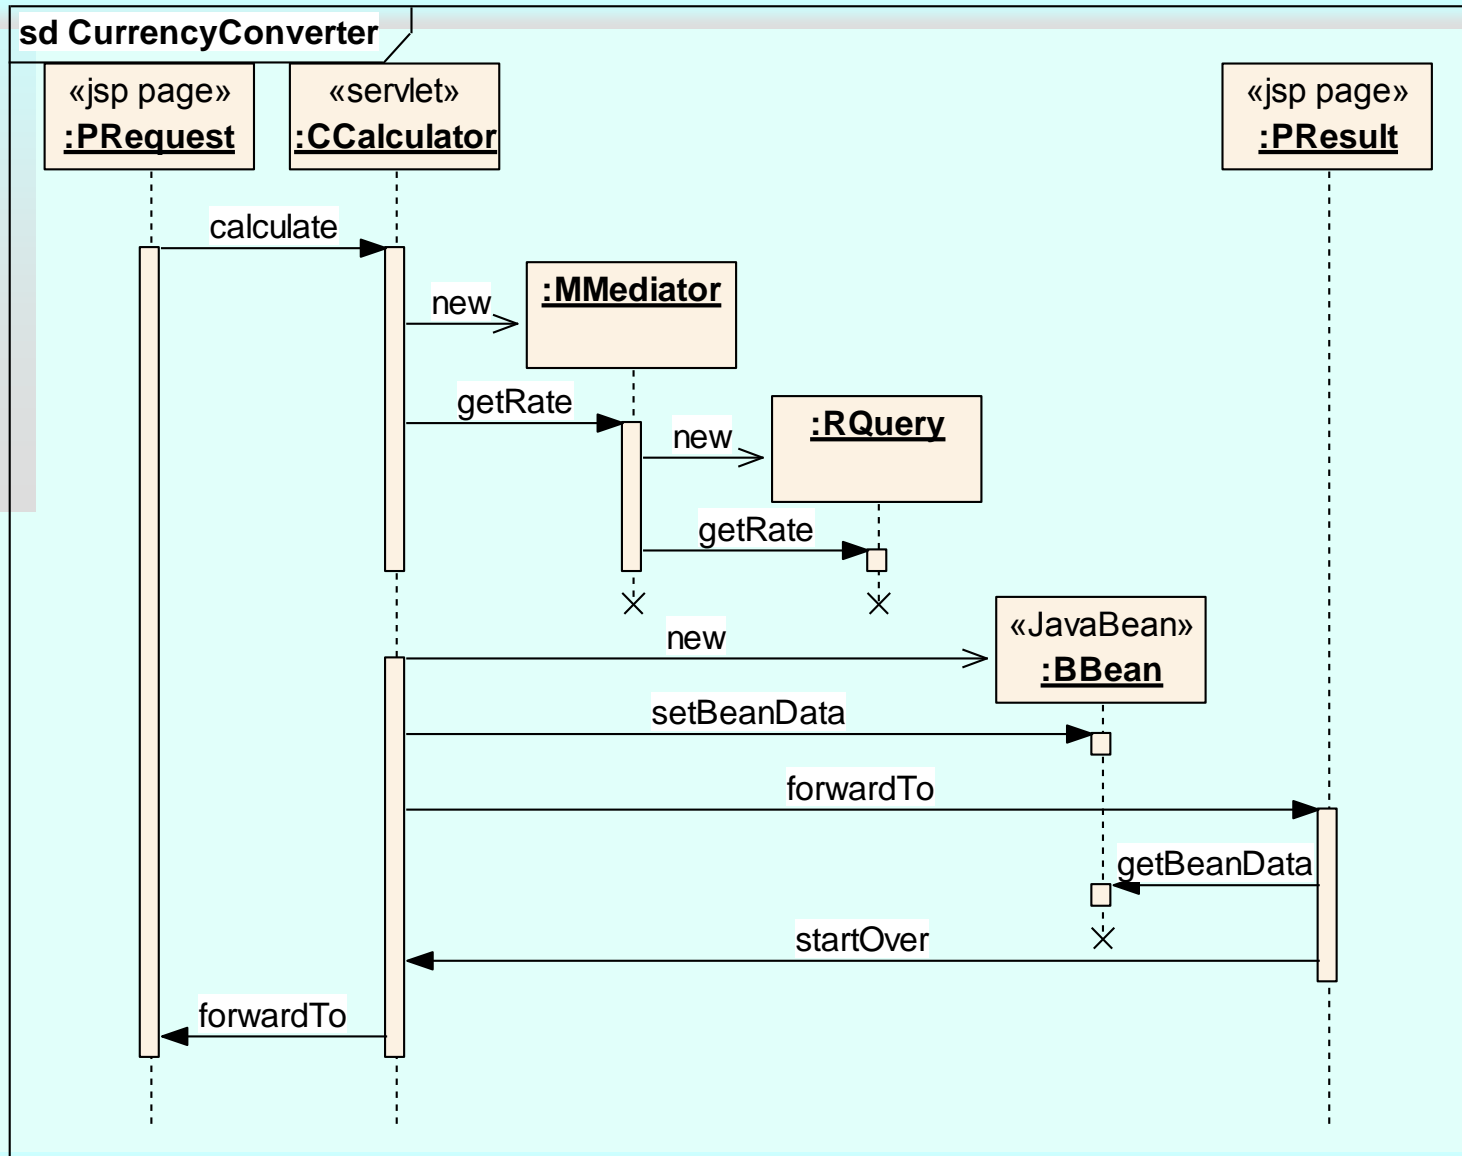 sd CurrencyConverter
«jsp page»
:PRequest
«servlet»
:CCalculator
«jsp page»
:PResult
calculate
new
:MMediator
getRate
new
:RQuery
getRate
new
«JavaBean»
:BBean
setBeanData
forwardTo
getBeanData
startOver
forwardTo